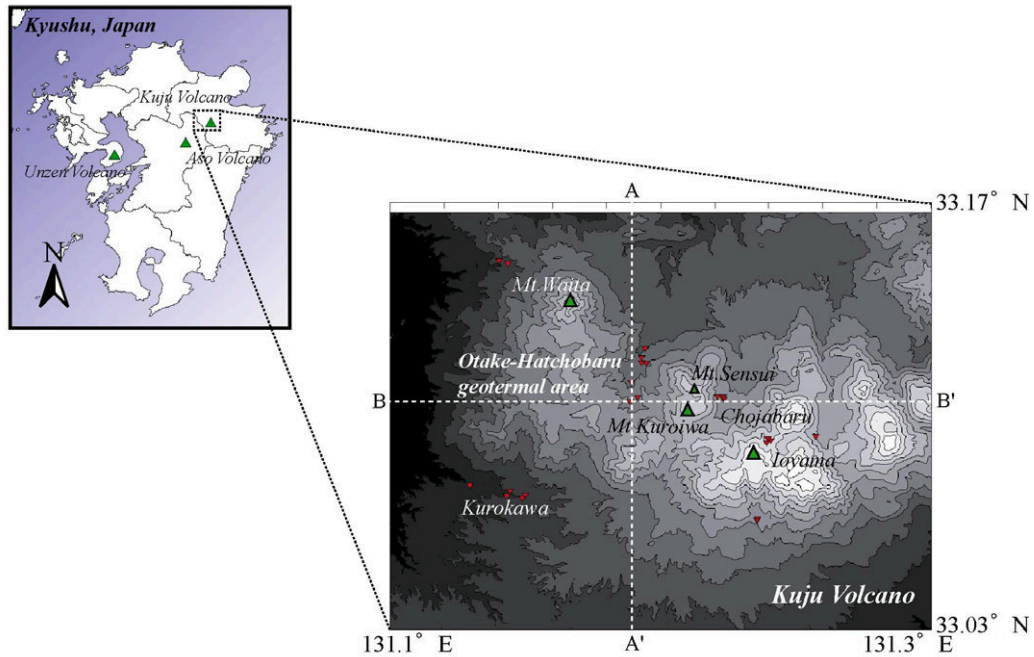 Kyushu, Japan
Kuju Volcano
Aso Volcano
Unzen Volcano
N
A
33.17° N
Mt.Waita
Otake-Hatchobaru
geotermal area
Mt.Sensui
B
B'
Chojabaru
Mt.Kuroiwa
Ioyama
Kurokawa
Kuju Volcano
33.03° N
131.1° E
A'
131.3° E